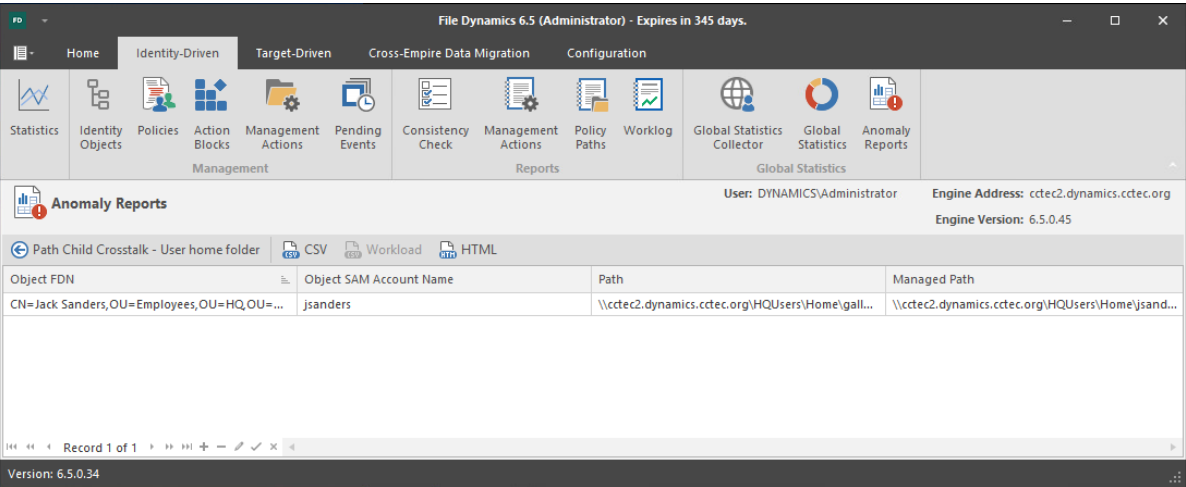 FD File Dynamics 6.5 (Administrator) - Expires in 345 days.
Home Identity-Driven Target-Driven Cross-Empire Data Migration Configuration
Statistics Identity Objects Policies Action Blocks Management Actions Pending Events Consistency Check Management Actions Policy Paths Worklog Global Statistics Collector Global Statistics Anomaly Reports
Management Reports Global Statistics
Anomaly Reports User: DYNAMICS\Administrator Engine Address: cctec2.dynamics.cctec.org
Engine Version: 6.5.0.45
Path Child Crosstalk - User home folder CSV Workload HTML
Object FDN Object SAM Account Name Path Managed Path
CN=Jack Sanders,OU=Employees,OU=HQ,OU=... jsanders \\cctec2.dynamics.cctec.org\HQUsers\Home\gall... \\cctec2.dynamics.cctec.org\HQUsers\Home\jsand...
Record 1 of 1
Version: 6.5.0.34